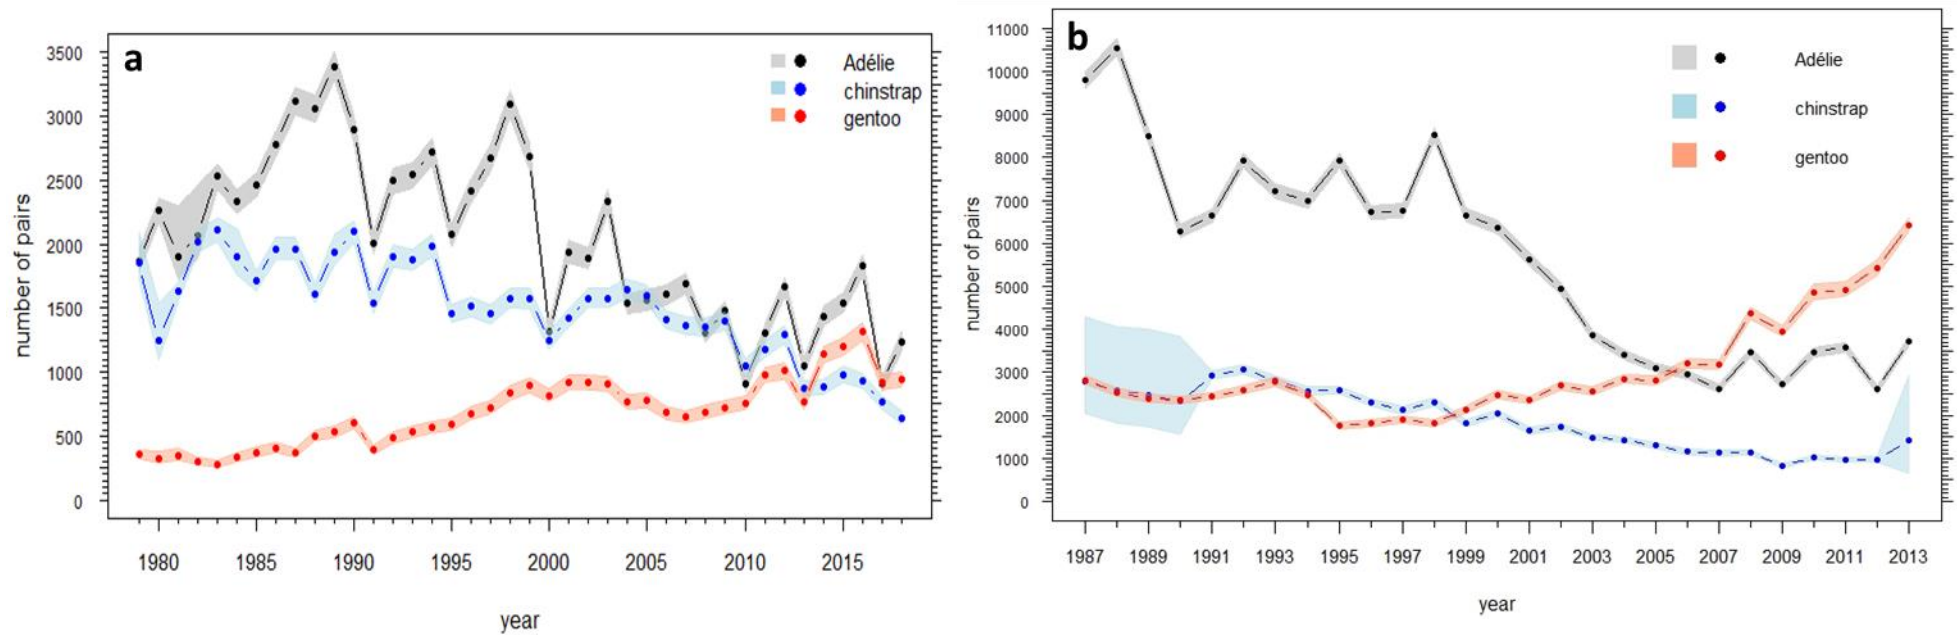 a
Adélie
chinstrap
gentoo
3500
3000
2500
2000
1500
1000
500
0
number of pairs
1980 1985 1990 1995 2000 2005 2010 2015
year
b
Adélie
chinstrap
gentoo
11000
10000
9000
8000
7000
6000
5000
4000
3000
2000
1000
0
number of pairs
1987 1989 1991 1993 1995 1997 1999 2001 2003 2005 2007 2009 2011 2013
year